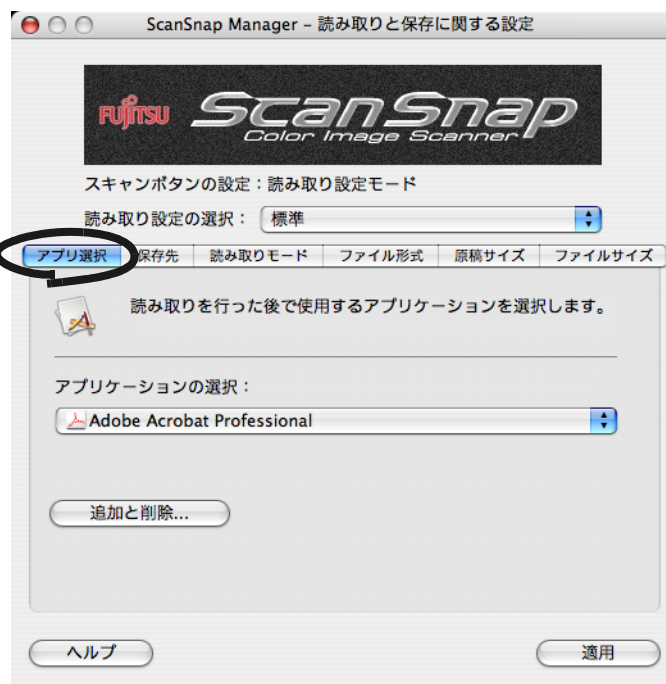 ScanSnap Manager – 読み取りと保存に関する設定
FUJITSU ScanSnap
Color Image Scanner
スキャンボタンの設定：読み取り設定モード
読み取り設定の選択： 標準
アプリ選択 保存先 読み取りモード ファイル形式 原稿サイズ ファイルサイズ
読み取りを行った後で使用するアプリケーションを選択します。
アプリケーションの選択：
Adobe Acrobat Professional
追加と削除...
ヘルプ 適用